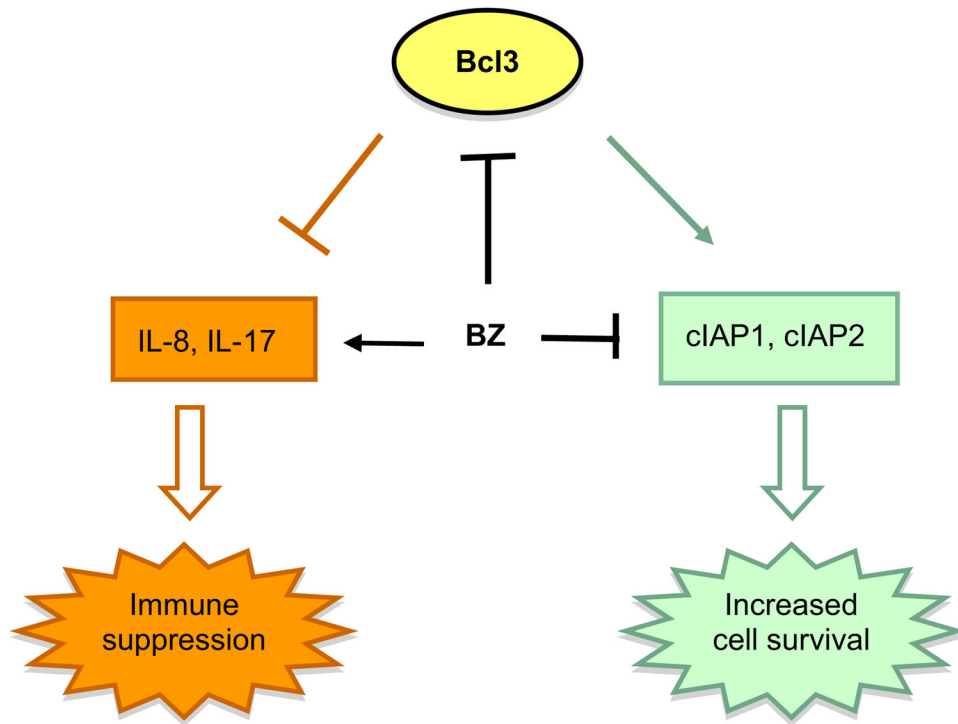 Bcl3
IL-8, IL-17
BZ
cIAP1, cIAP2
Immune
suppression
Increased
cell survival